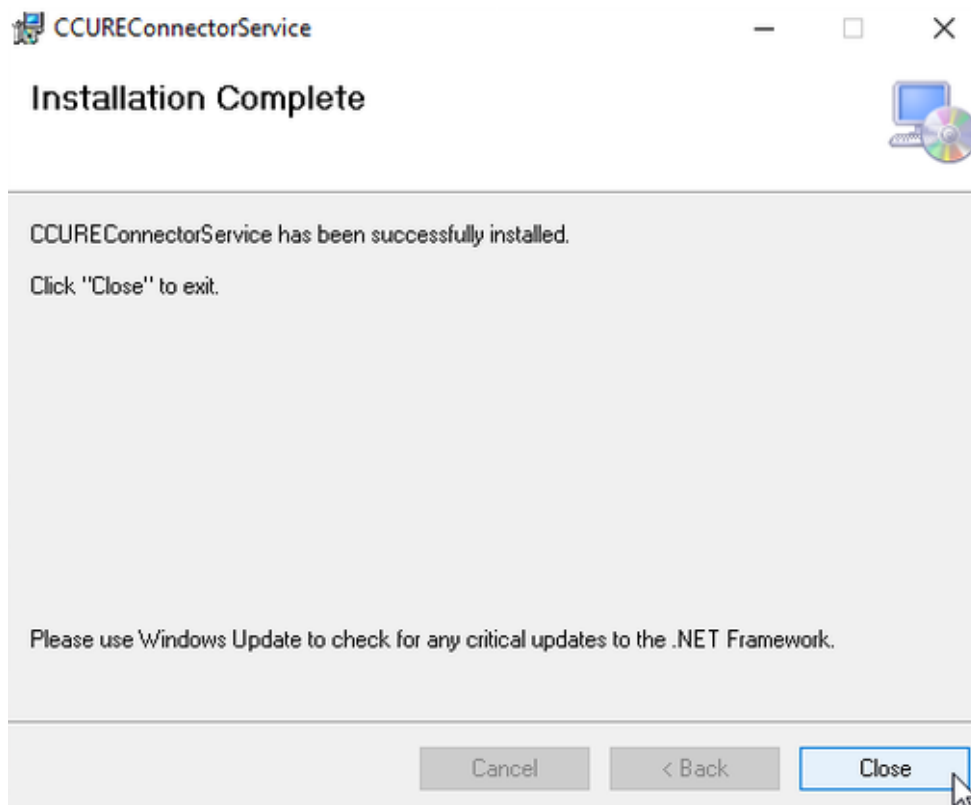 CCUREConnectorService
Installation Complete
CCUREConnectorService has been successfully installed.
Click "Close" to exit.
Please use Windows Update to check for any critical updates to the .NET Framework.
Cancel
< Back
Close